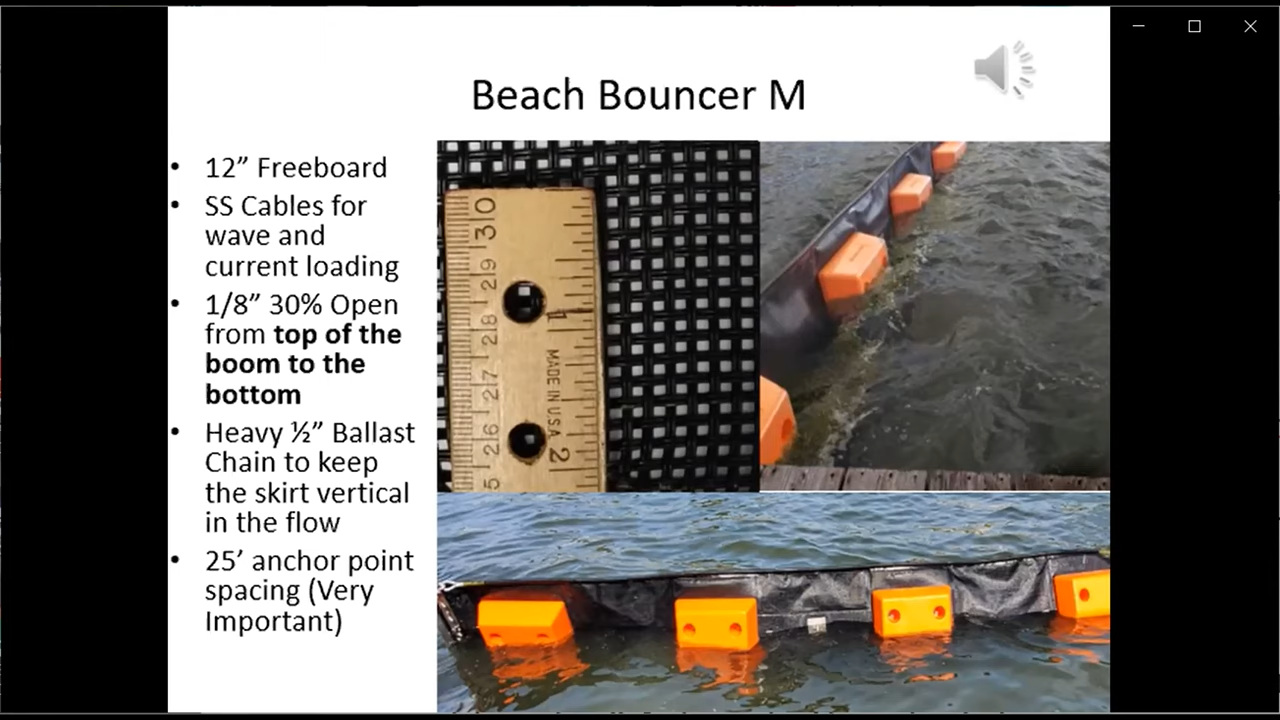 Beach Bouncer M
• 12” Freeboard
• SS Cables for
wave and
current loading
• 1/8” 30% Open
from top of the
boom to the
bottom
• Heavy ½” Ballast
Chain to keep
the skirt vertical
in the flow
• 25’ anchor point
spacing (Very
Important)
30
29
28
27
26
5
1
MADE IN USA
2